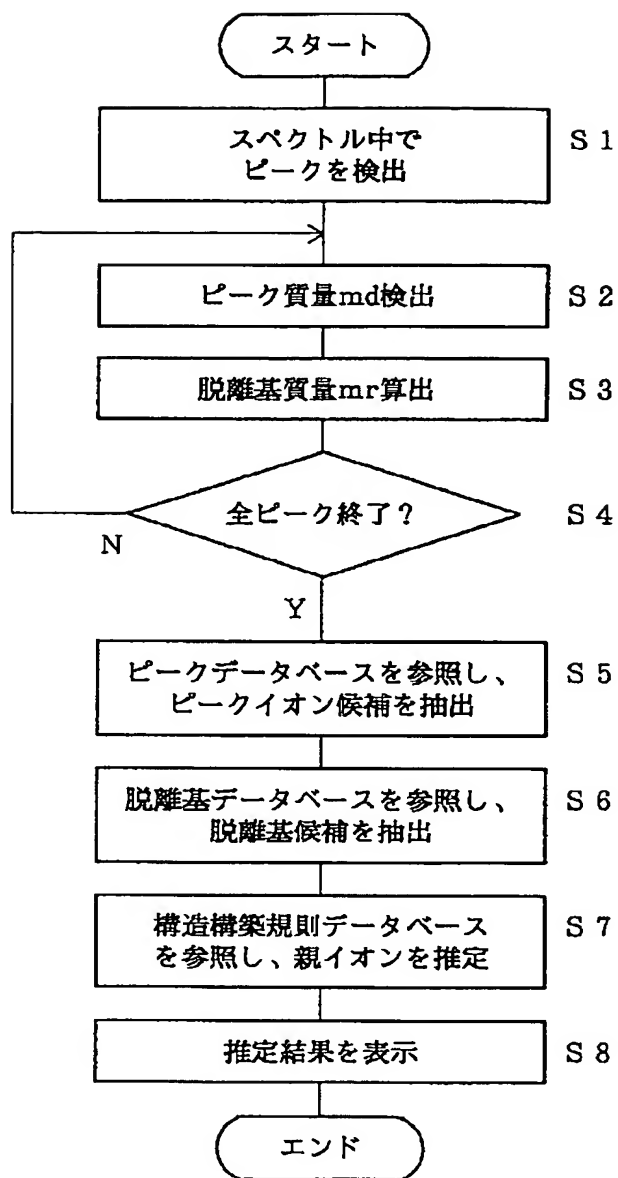 スタート
スペクトル中で
ピークを検出
S1
ピーク質量md検出
S2
脱離基質量mr算出
S3
全ピーク終了?
S4
N
Y
ピークデータベースを参照し、
ピークイオン候補を抽出
S5
脱離基データベースを参照し、
脱離基候補を抽出
S6
構造構築規則データベース
を参照し、親イオンを推定
S7
推定結果を表示
S8
エンド